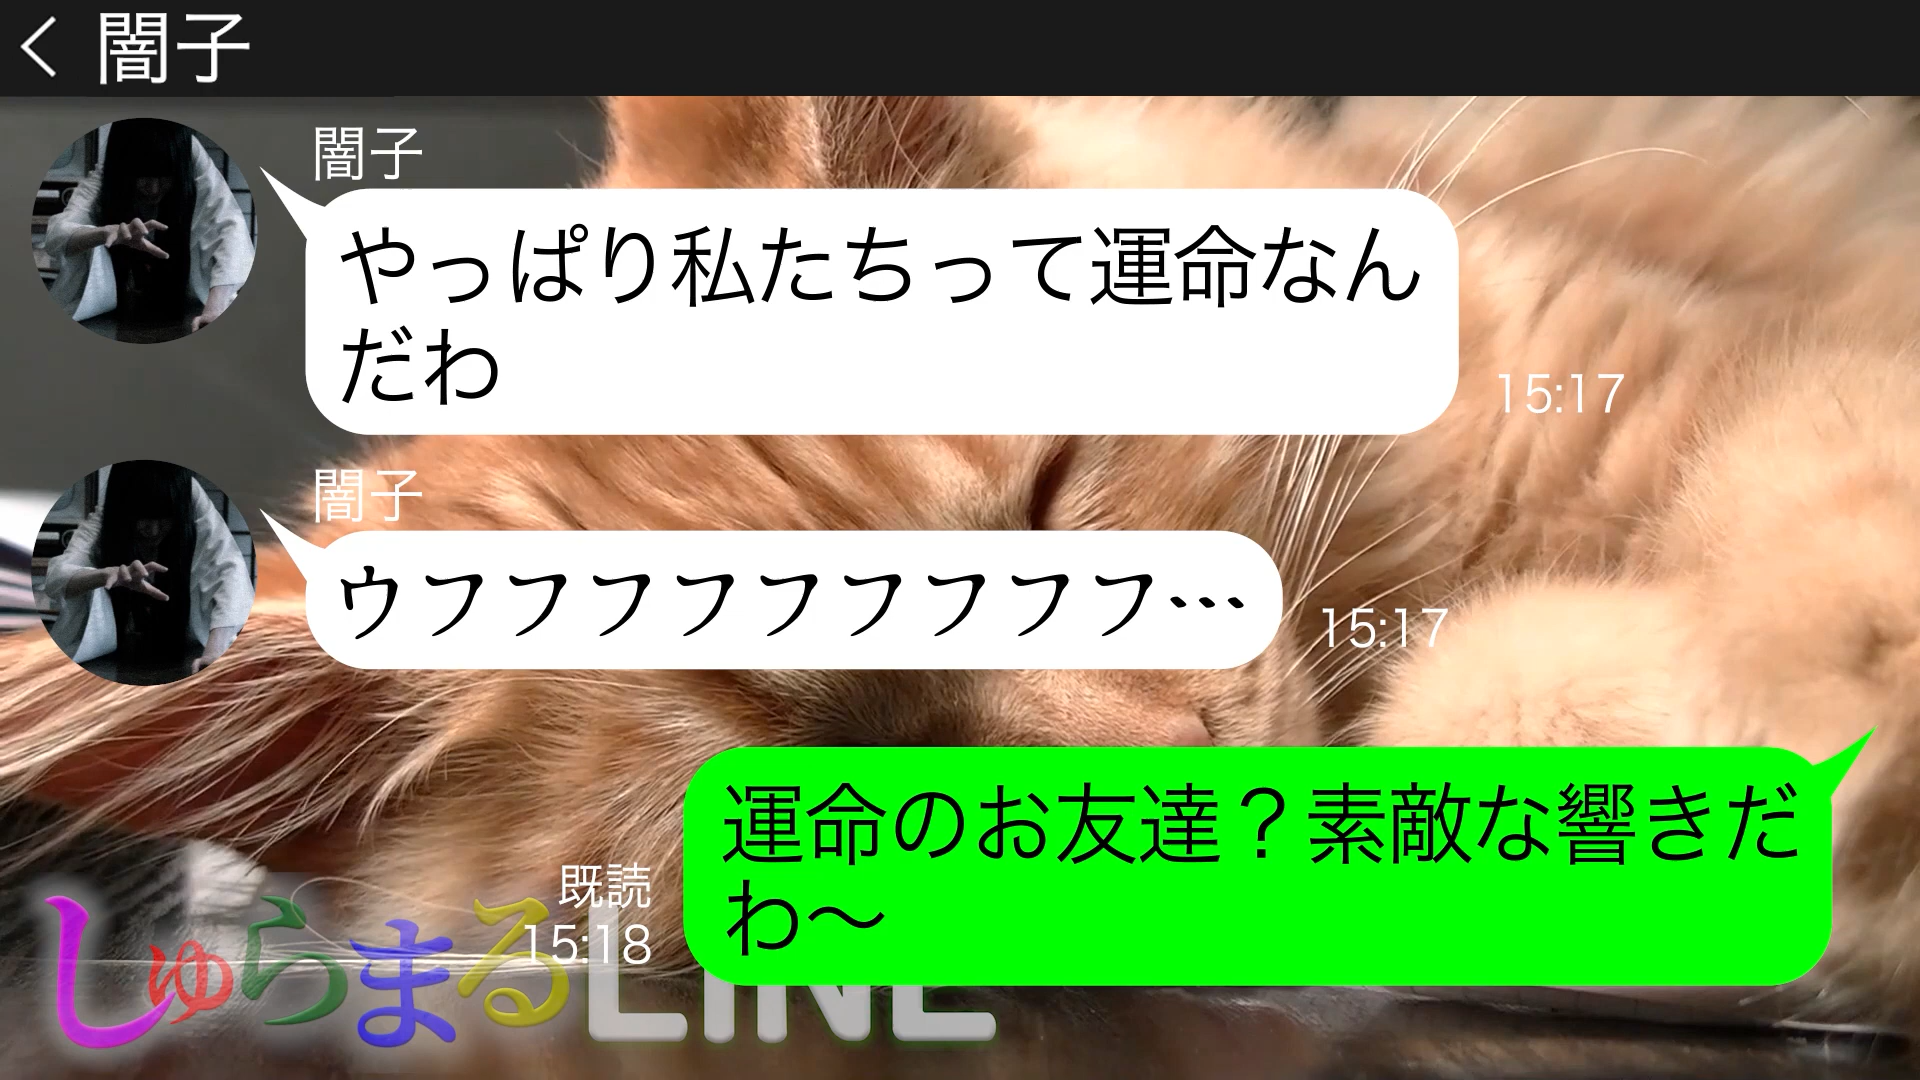 闇子
闇子
やっぱり私たちって運命なん
だわ
15:17
闇子
ウフフフフフフフフフ…
15:17
運命のお友達？素敵な響きだ
わ〜
既読
15:18
しゅらまるLINE